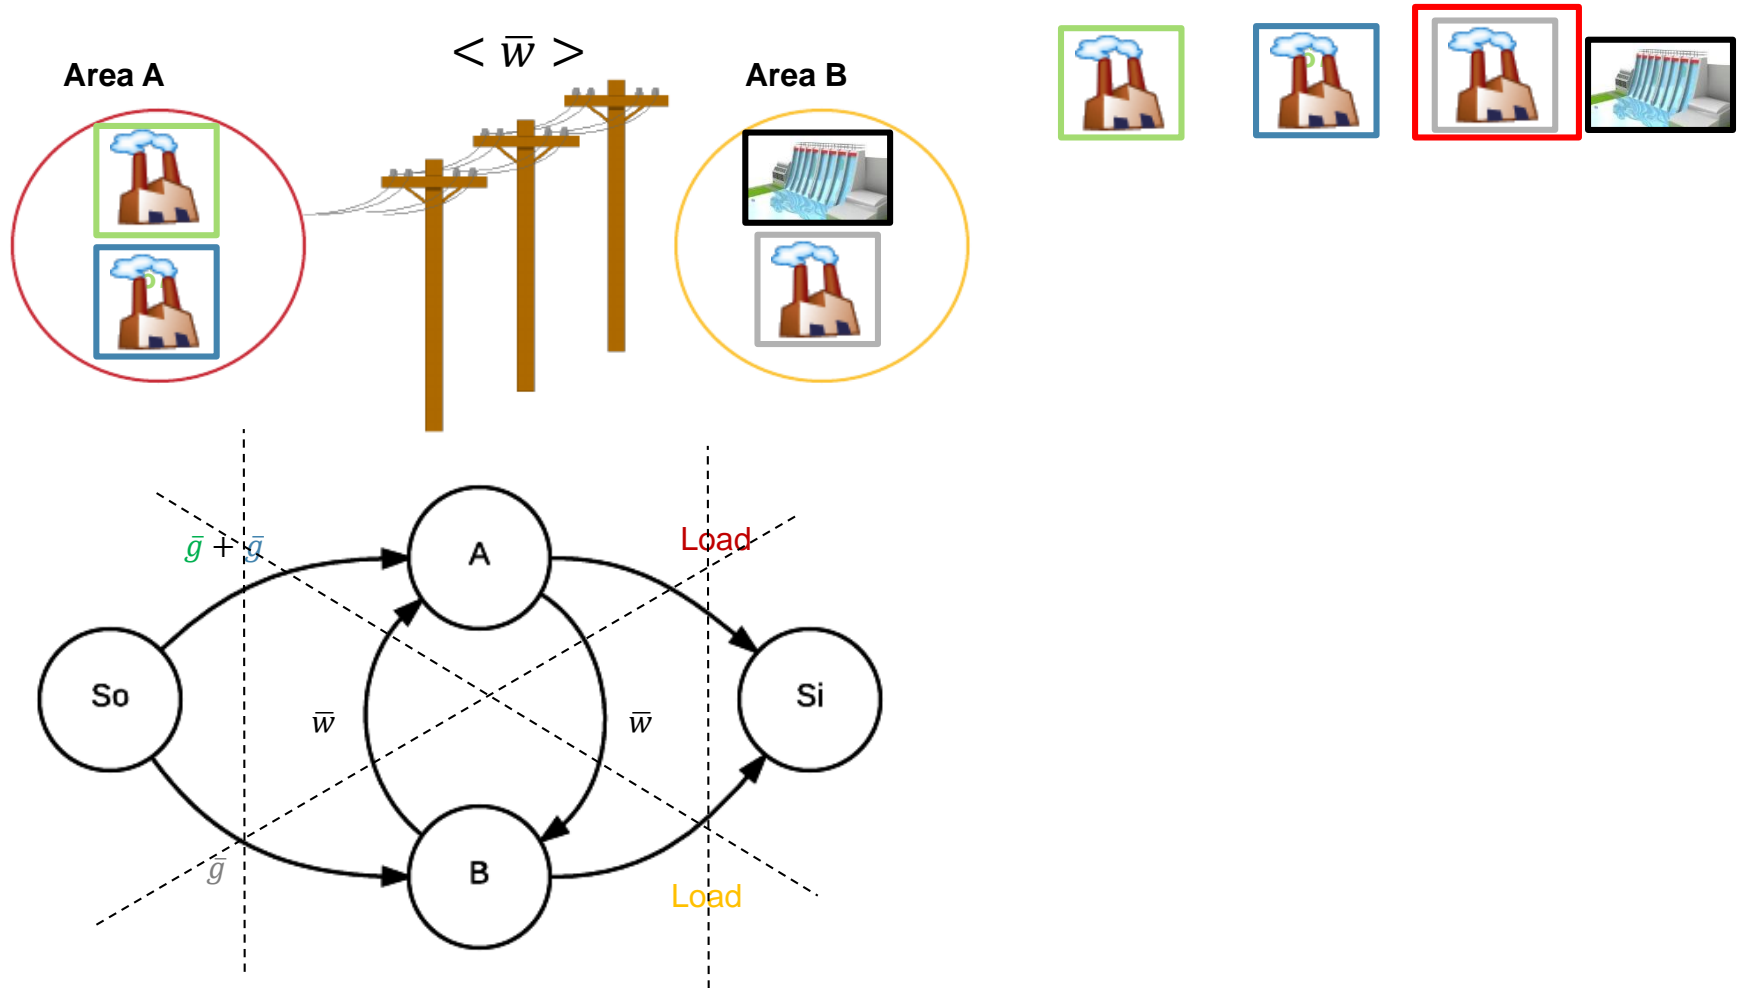 < w̅ >
Area A
Area B
g̅ + g̅
Load
A
So
Si
w̅
w̅
B
g̅
Load